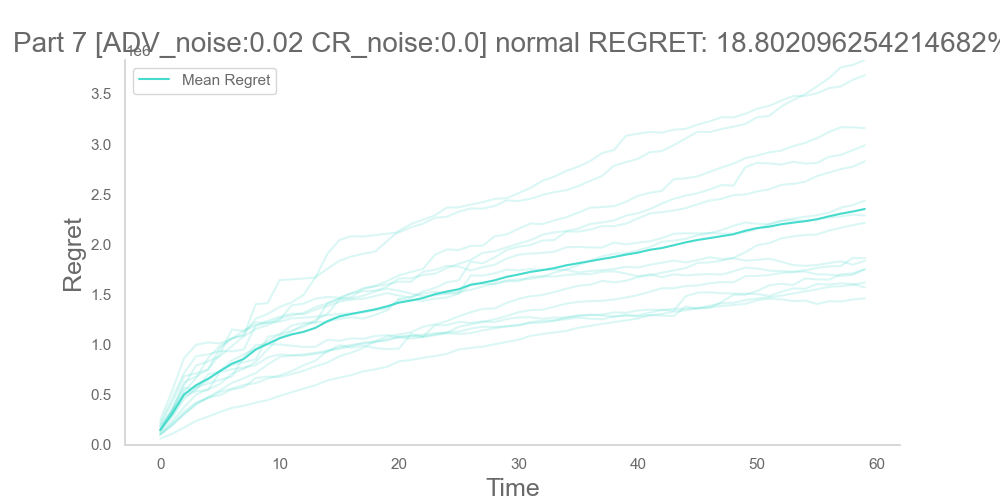 Part 7 [ADV_noise:0.02 CR_noise:0.0] normal REGRET: 18.8020962542146​82%
1e6
Mean Regret
3.5
3.0
2.5
2.0
1.5
1.0
0.5
0.0
Regret
0 10 20 30 40 50 60
Time